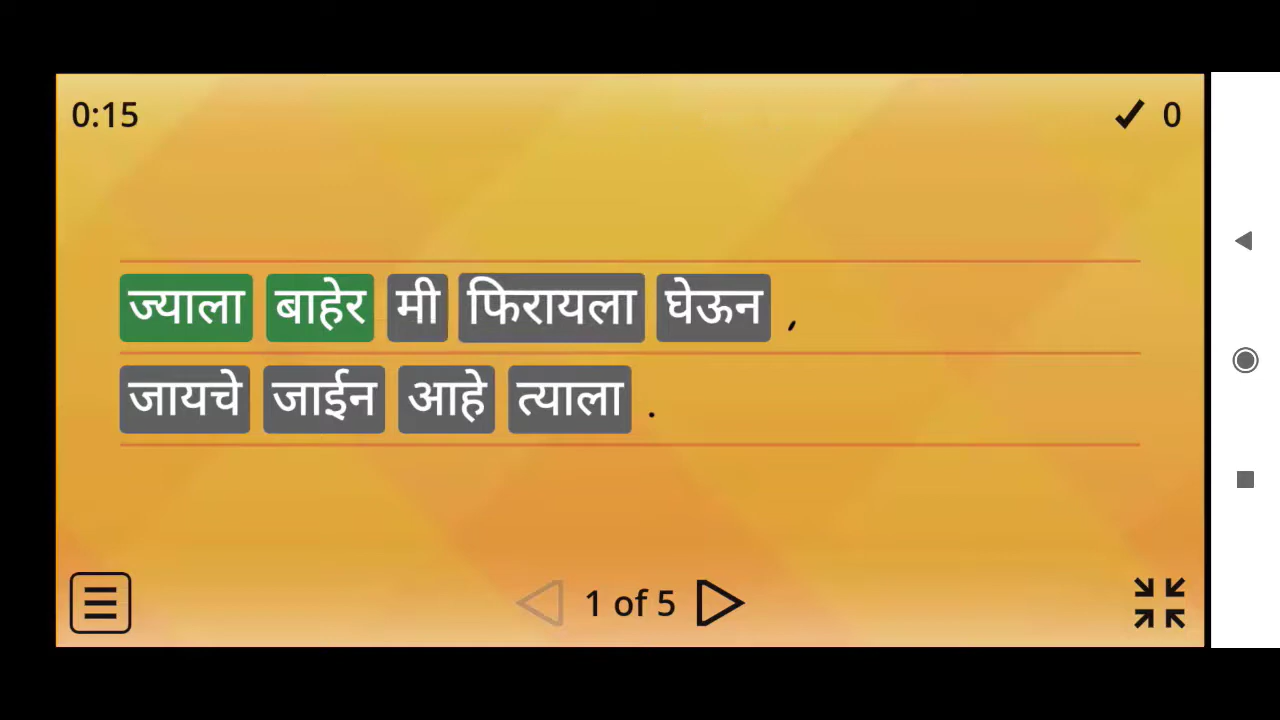 0:15 ✓ 0
ज्याला बाहेर मी फिरायला घेऊन ,
जायचे जाईन आहे त्याला .
1 of 5